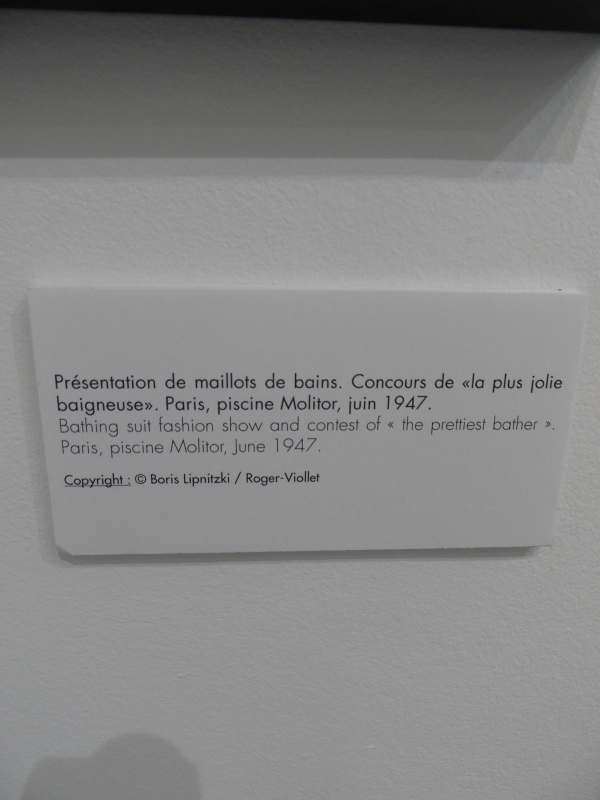 Présentation de maillots de bains. Concours de «la plus jolie
baigneuse». Paris, piscine Molitor, juin 1947.
Bathing suit fashion show and contest of « the prettiest bather ».
Paris, piscine Molitor, June 1947.
Copyright : © Boris Lipnitzki / Roger-Viollet